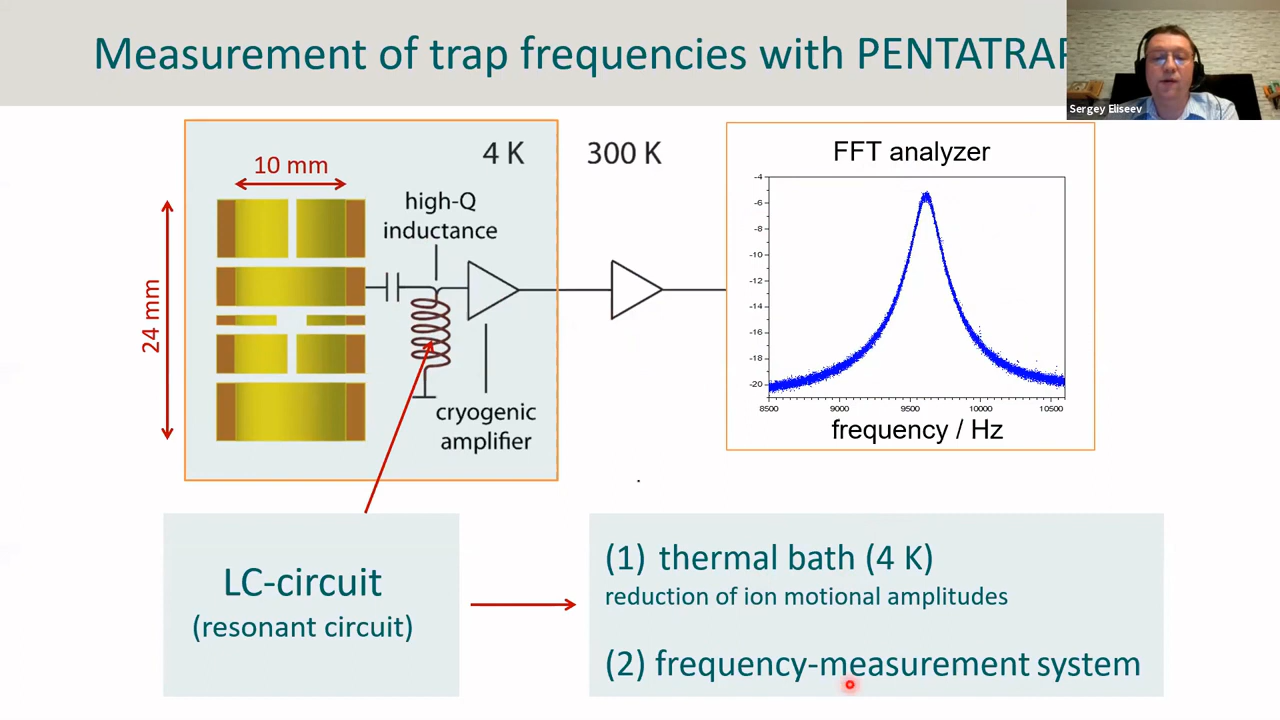 Measurement of trap frequencies with PENTATRAP
Sergey Eliseev
10 mm
4 K
300 K
24 mm
high-Q
inductance
cryogenic
amplifier
FFT analyzer
-4
-6
-8
-10
-12
-14
-16
-18
-20
8500
9000
9500
10000
10500
frequency / Hz
LC-circuit
(resonant circuit)
(1) thermal bath (4 K)
reduction of ion motional amplitudes
(2) frequency-measurement system